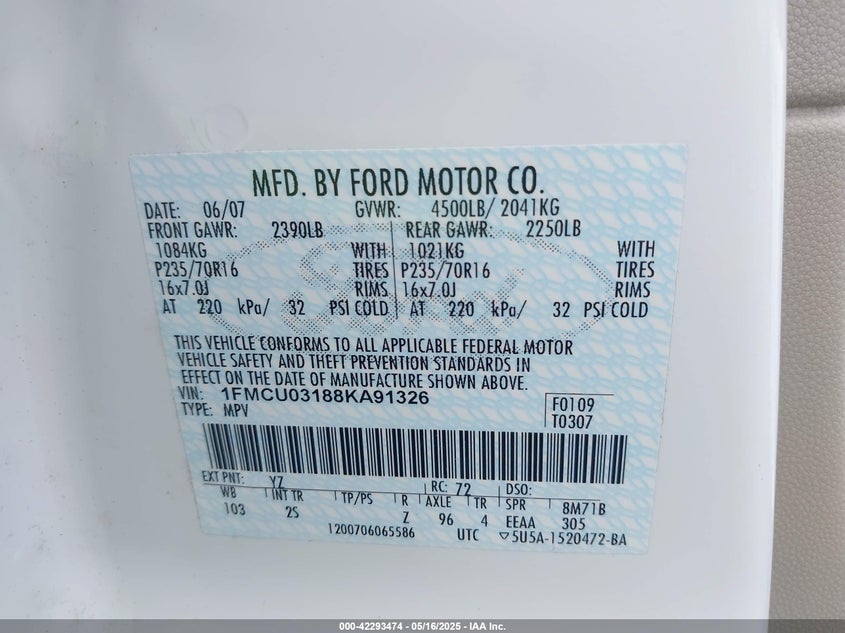 MFD. BY FORD MOTOR CO.
DATE: 06/07 GVWR: 4500LB/ 2041KG
FRONT GAWR: 2390LB REAR GAWR: 2250LB
1084KG WITH 1021KG WITH
P235/70R16 TIRES P235/70R16 TIRES
16x7.0J RIMS 16x7.0J RIMS
AT 220 kPa/ 32 PSI COLD AT 220 kPa/ 32 PSI COLD
THIS VEHICLE CONFORMS TO ALL APPLICABLE FEDERAL MOTOR
VEHICLE SAFETY AND THEFT PREVENTION STANDARDS IN
EFFECT ON THE DATE OF MANUFACTURE SHOWN ABOVE.
VIN: 1FMCU03188KA91326 F0109
TYPE: MPV T0307
EXT PNT: YZ RC: 72 DSO:
WB INT TR TP/PS R AXLE TR SPR 8M71B
103 2S Z 96 4 EEAA 305
1200706065586 UTC ▽5U5A-1520472-BA
Ford
000-42293474 - 05/16/2025 - IAA Inc.